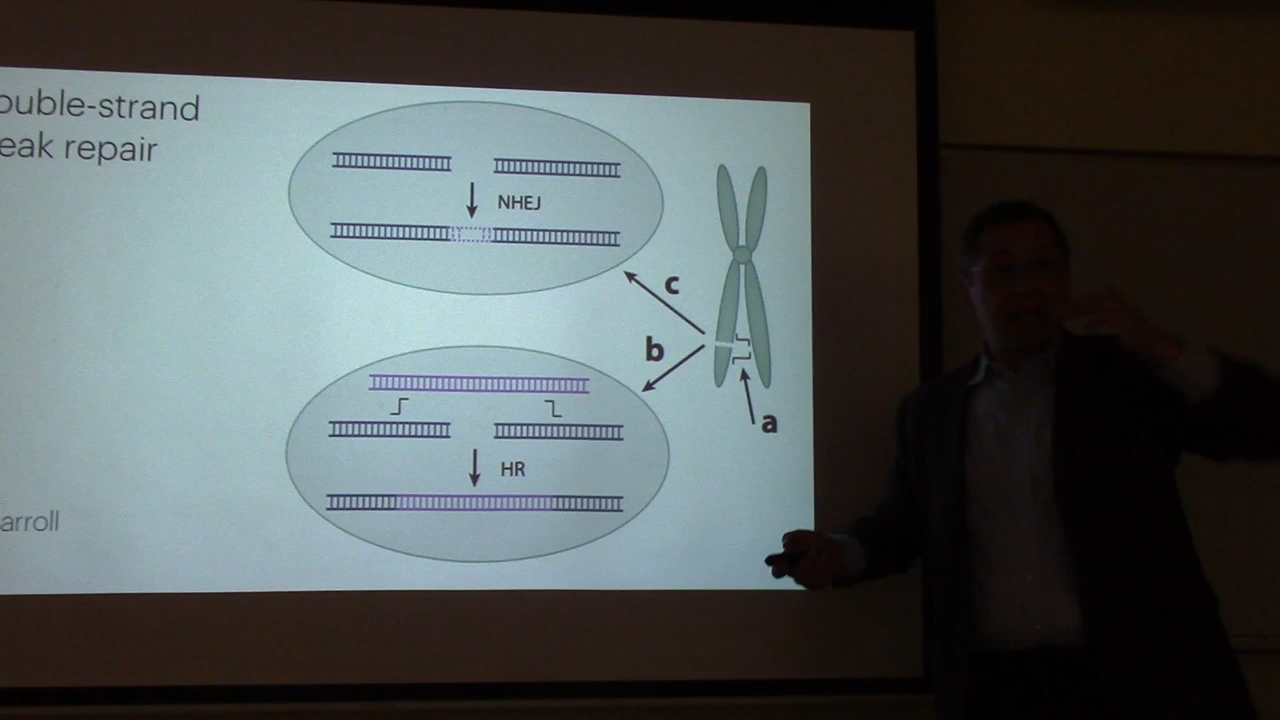 ouble-strand
eak repair
NHEJ
c
b
a
HR
arroll